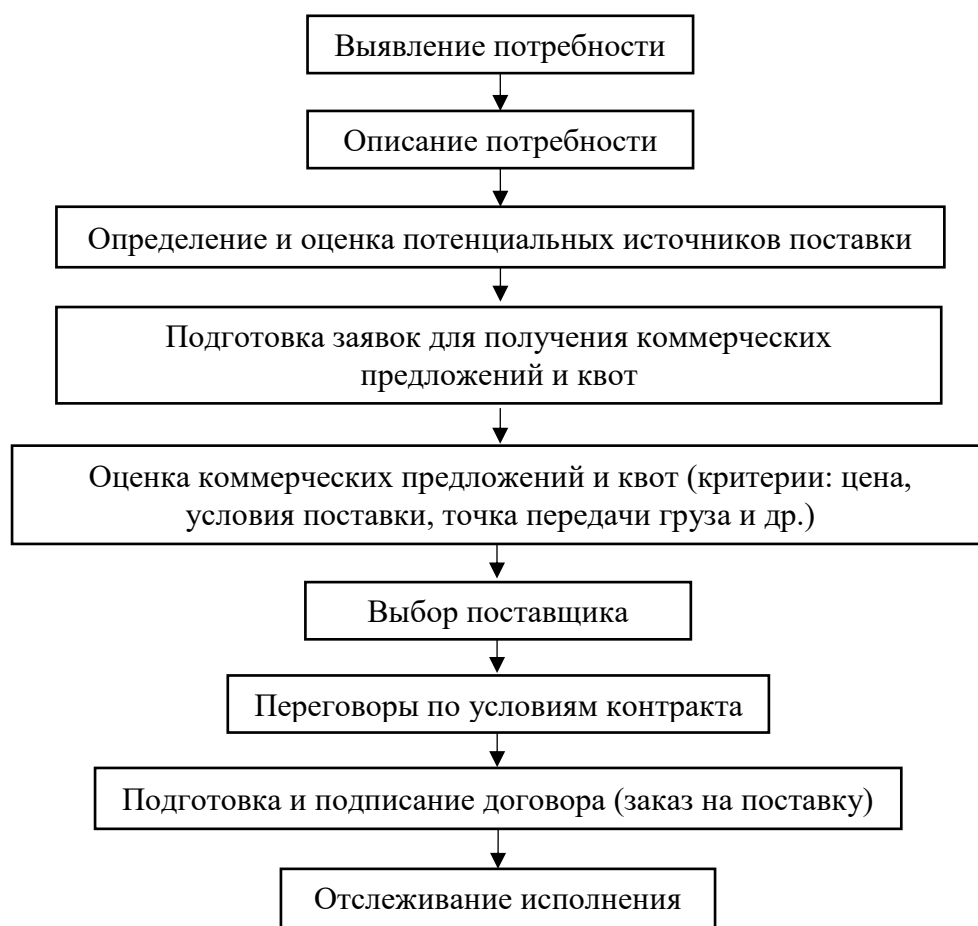 Выявление потребности
Описание потребности
Определение и оценка потенциальных источников поставки
Подготовка заявок для получения коммерческих
предложений и квот
Оценка коммерческих предложений и квот (критерии: цена,
условия поставки, точка передачи груза и др.)
Выбор поставщика
Переговоры по условиям контракта
Подготовка и подписание договора (заказ на поставку)
Отслеживание исполнения